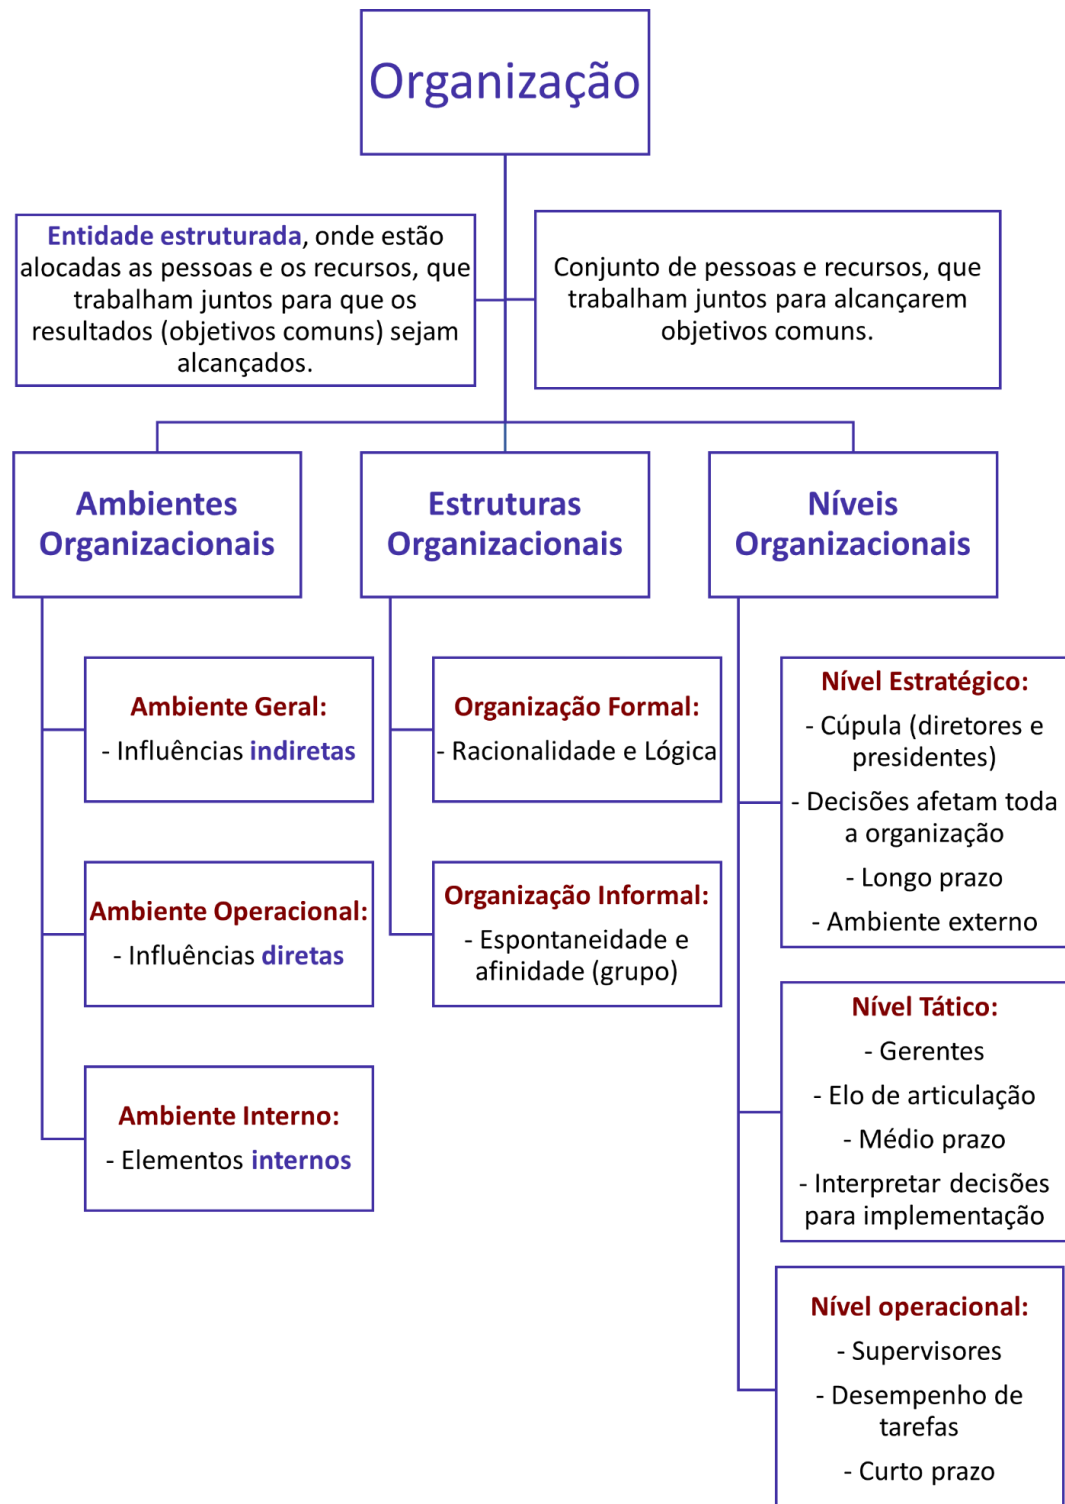 Organização
Entidade estruturada, onde estão
alocadas as pessoas e os recursos, que
trabalham juntos para que os
resultados (objetivos comuns) sejam
alcançados.
Conjunto de pessoas e recursos, que
trabalham juntos para alcançarem
objetivos comuns.
Ambientes
Organizacionais
Ambiente Geral:
- Influências indiretas
Ambiente Operacional:
- Influências diretas
Ambiente Interno:
- Elementos internos
Estruturas
Organizacionais
Organização Formal:
- Racionalidade e Lógica
Organização Informal:
- Espontaneidade e
afinidade (grupo)
Níveis
Organizacionais
Nível Estratégico:
- Cúpula (diretores e
presidentes)
- Decisões afetam toda
a organização
- Longo prazo
- Ambiente externo
Nível Tático:
- Gerentes
- Elo de articulação
- Médio prazo
- Interpretar decisões
para implementação
Nível operacional:
- Supervisores
- Desempenho de
tarefas
- Curto prazo